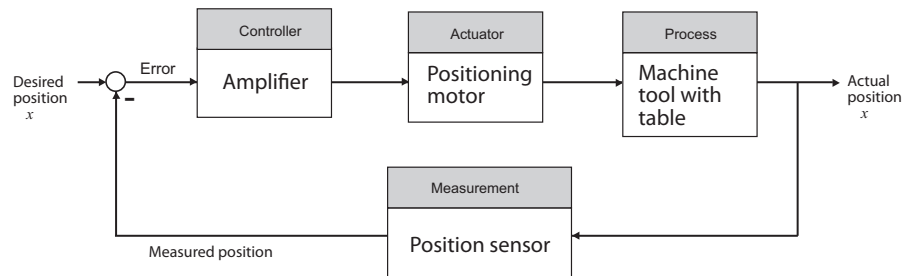 Controller
Actuator
Process
Desired
position
x
Error
Amplifier
Positioning
motor
Machine
tool with
table
Actual
position
x
-
Measurement
Position sensor
Measured position